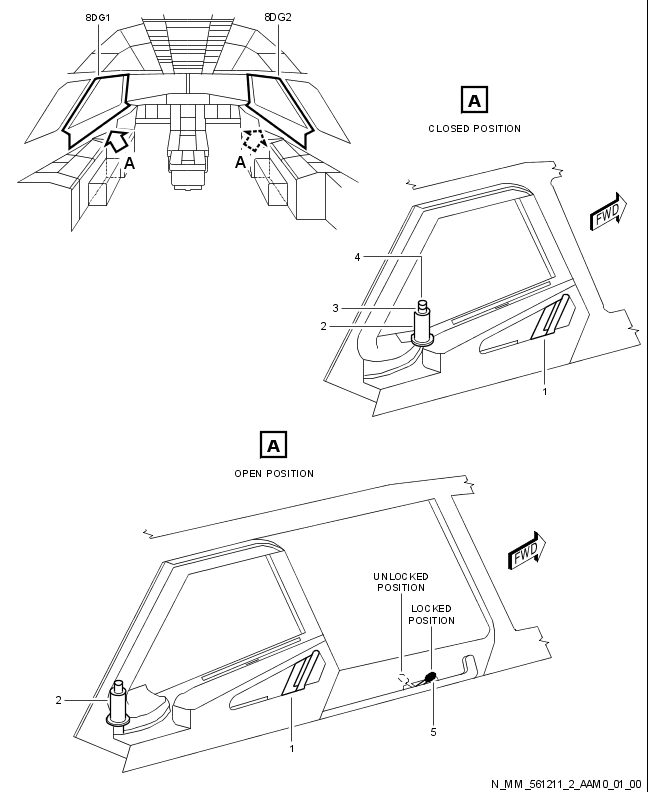 8DG1
8DG2
A
A
A
CLOSED POSITION
FWD
4
3
2
1
A
OPEN POSITION
FWD
UNLOCKED
POSITION
LOCKED
POSITION
2
1
5
N_MM_561211_2_AAM0_01_00